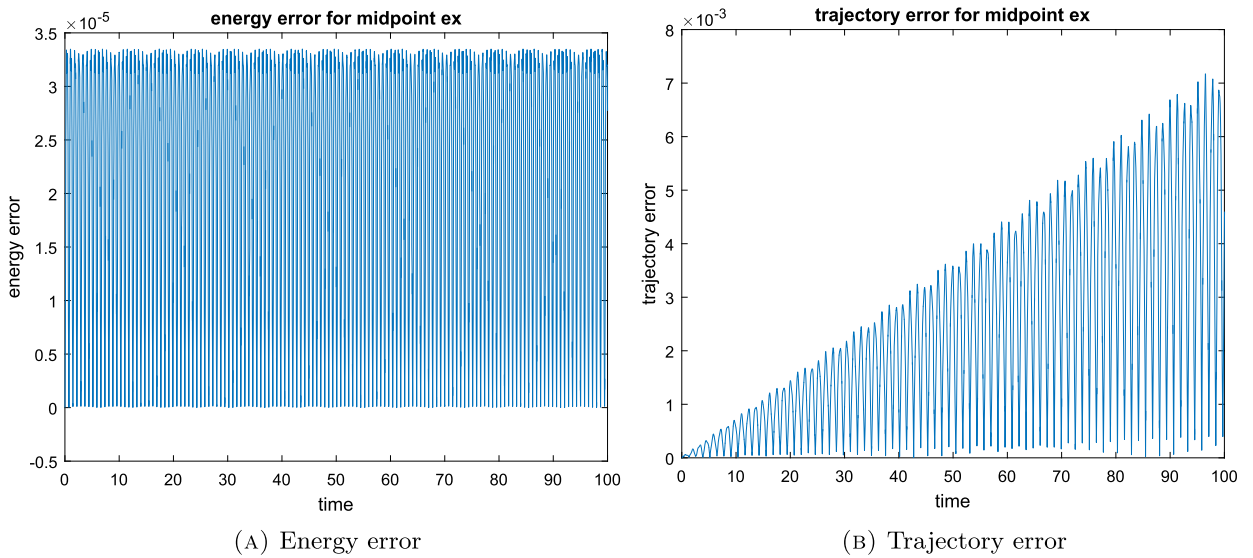 energy error for midpoint ex
×10⁻⁵
3.5
3
2.5
2
1.5
1
0.5
0
-0.5
energy error
0 10 20 30 40 50 60 70 80 90 100
time
(A) Energy error
trajectory error for midpoint ex
×10⁻³
8
7
6
5
4
3
2
1
0
trajectory error
0 10 20 30 40 50 60 70 80 90 100
time
(B) Trajectory error